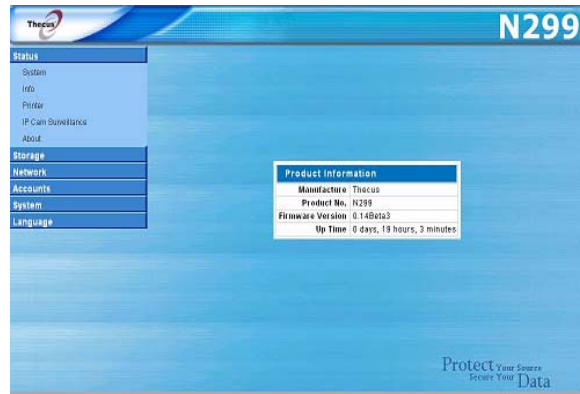 Thecus
N299
Status
System
Info
Printer
IP Cam Surveillance
About
Storage
Network
Accounts
System
Language
Product Information
Manufacture Thecus
Product No. N299
Firmware Version 0.14Beta3
Up Time 0 days, 19 hours, 3 minutes
Protect Your Source
Secure Your Data